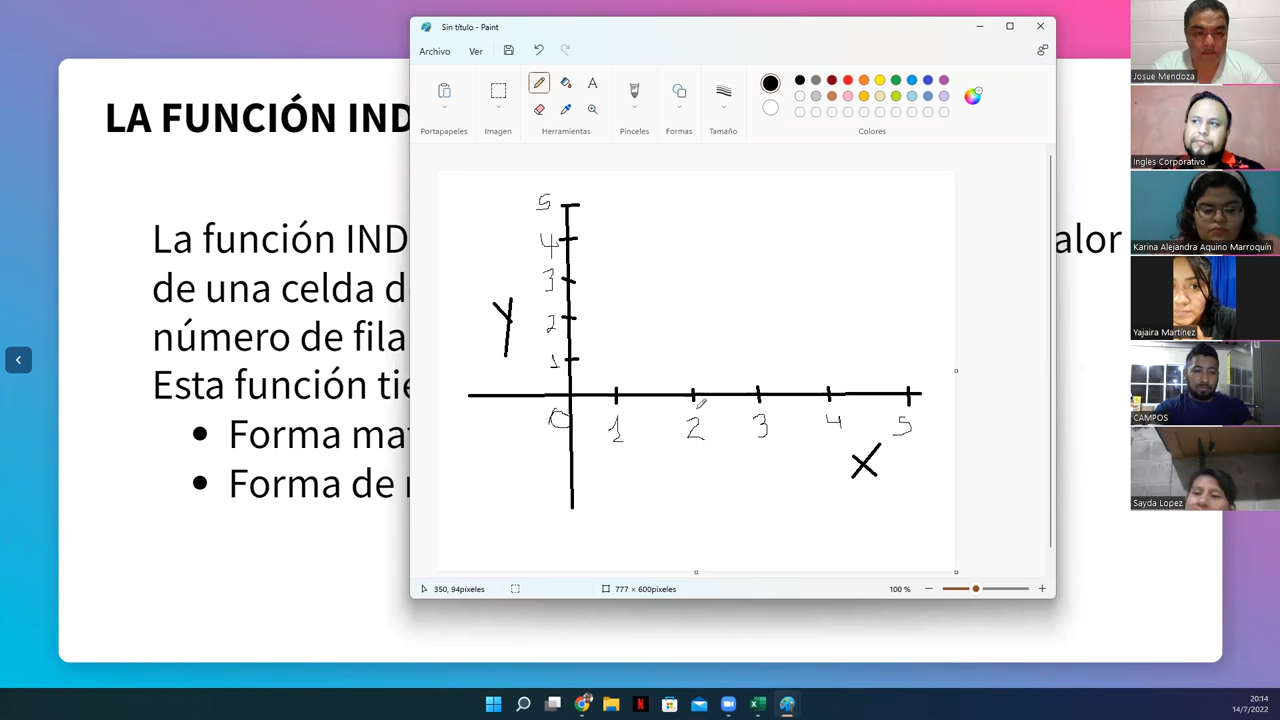 Sin título - Paint
Archivo Ver
Portapapeles Imagen Herramientas Pinceles Formas Tamaño Colores
LA FUNCIÓN IND
La función IND
alor
de una celda d
número de fila
Esta función tie
• Forma mat
• Forma de
5
4
3
2
1
Y
0 1 2 3 4 5
X
350, 94píxeles 777 × 600píxeles 100 %
Josue Mendoza
Ingles Corporativo
Karina Alejandra Aquino Marroquín
Yajaira Martínez
CAMPOS
Sayda Lopez
20:14
14/7/2022